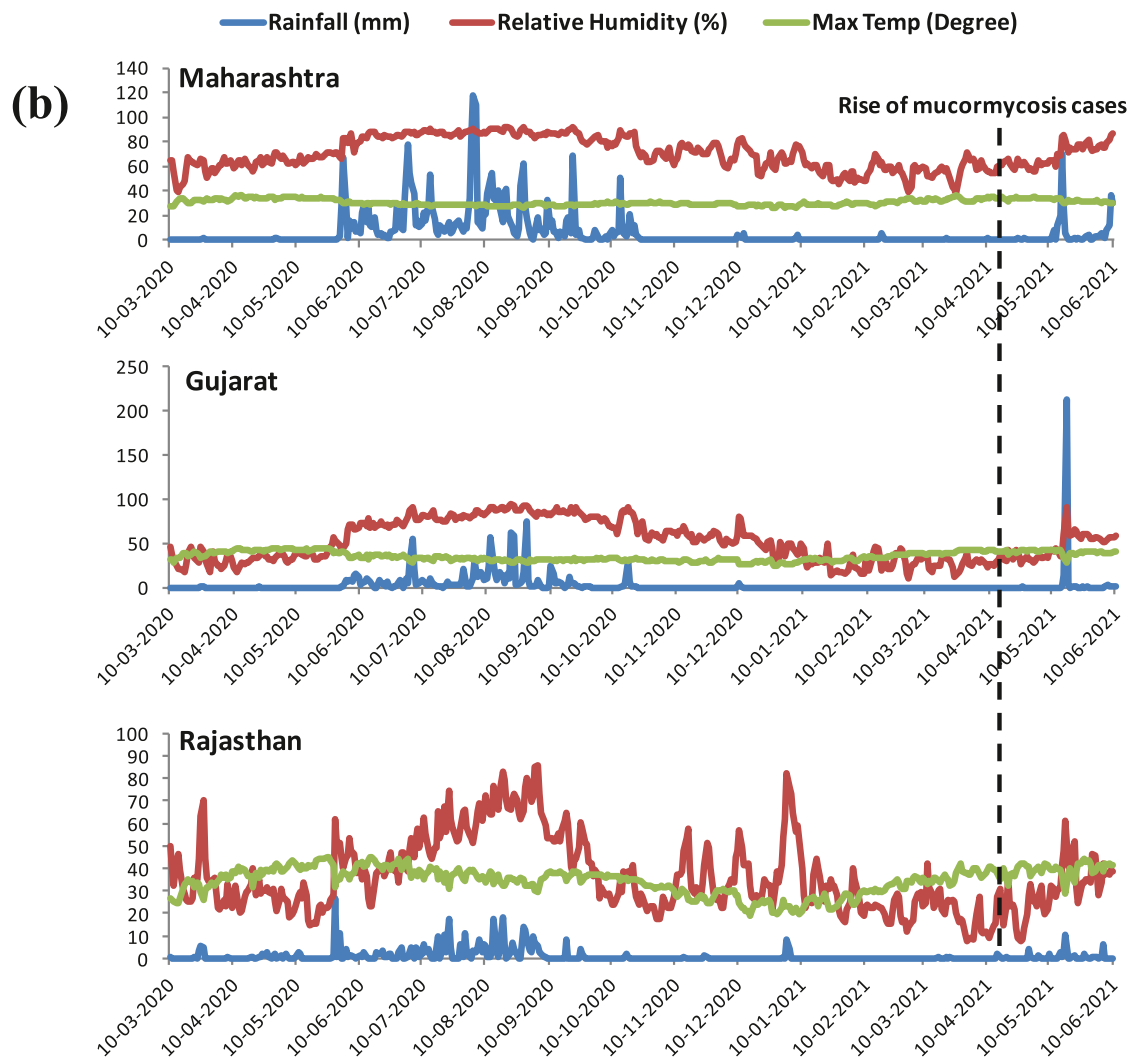 Rainfall (mm) Relative Humidity (%) Max Temp (Degree)
(b)
Maharashtra
Rise of mucormycosis cases
140
120
100
80
60
40
20
0
10-03-2020 10-04-2020 10-05-2020 10-06-2020 10-07-2020 10-08-2020 10-09-2020 10-10-2020 10-11-2020 10-12-2020 10-01-2021 10-02-2021 10-03-2021 10-04-2021 10-05-2021 10-06-2021
Gujarat
250
200
150
100
50
0
10-03-2020 10-04-2020 10-05-2020 10-06-2020 10-07-2020 10-08-2020 10-09-2020 10-10-2020 10-11-2020 10-12-2020 10-01-2021 10-02-2021 10-03-2021 10-04-2021 10-05-2021 10-06-2021
Rajasthan
100
90
80
70
60
50
40
30
20
10
0
10-03-2020 10-04-2020 10-05-2020 10-06-2020 10-07-2020 10-08-2020 10-09-2020 10-10-2020 10-11-2020 10-12-2020 10-01-2021 10-02-2021 10-03-2021 10-04-2021 10-05-2021 10-06-2021